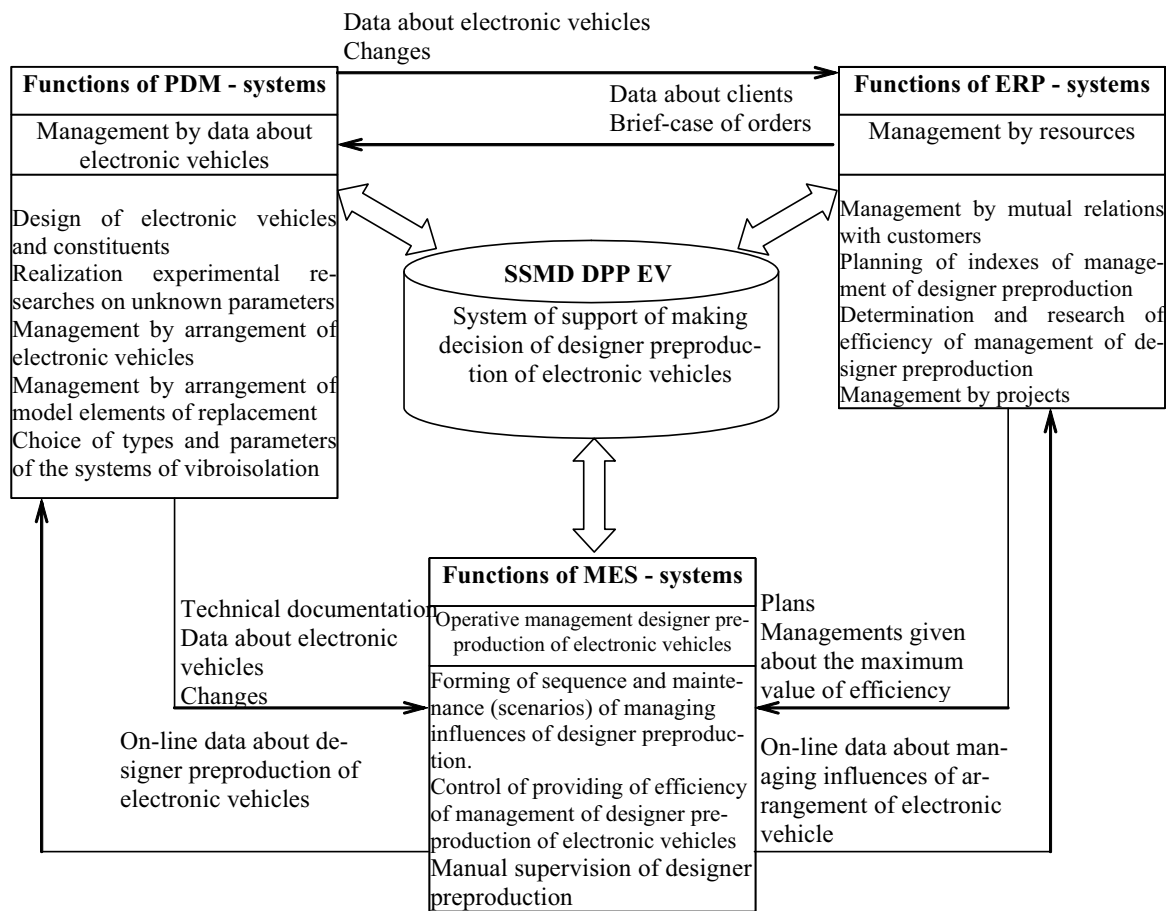 Data about electronic vehicles
Changes
Functions of PDM - systems
Management by data about
electronic vehicles
Design of electronic vehicles
and constituents
Realization experimental re-
searches on unknown parameters
Management by arrangement of
electronic vehicles
Management by arrangement of
model elements of replacement
Choice of types and parameters
of the systems of vibroisolation
Data about clients
Brief-case of orders
Functions of ERP - systems
Management by resources
Management by mutual relations
with customers
Planning of indexes of manage-
ment of designer preproduction
Determination and research of
efficiency of management of de-
signer preproduction
Management by projects
SSMD DPP EV
System of support of making
decision of designer preproduc-
tion of electronic vehicles
Technical documentation
Data about electronic
vehicles
Changes
On-line data about de-
signer preproduction of
electronic vehicles
Functions of MES - systems
Operative management designer pre-
production of electronic vehicles
Forming of sequence and mainte-
nance (scenarios) of managing
influences of designer preproduc-
tion.
Control of providing of efficiency
of management of designer pre-
production of electronic vehicles
Manual supervision of designer
preproduction
Plans
Managements given
about the maximum
value of efficiency
On-line data about man-
aging influences of ar-
rangement of electronic
vehicle